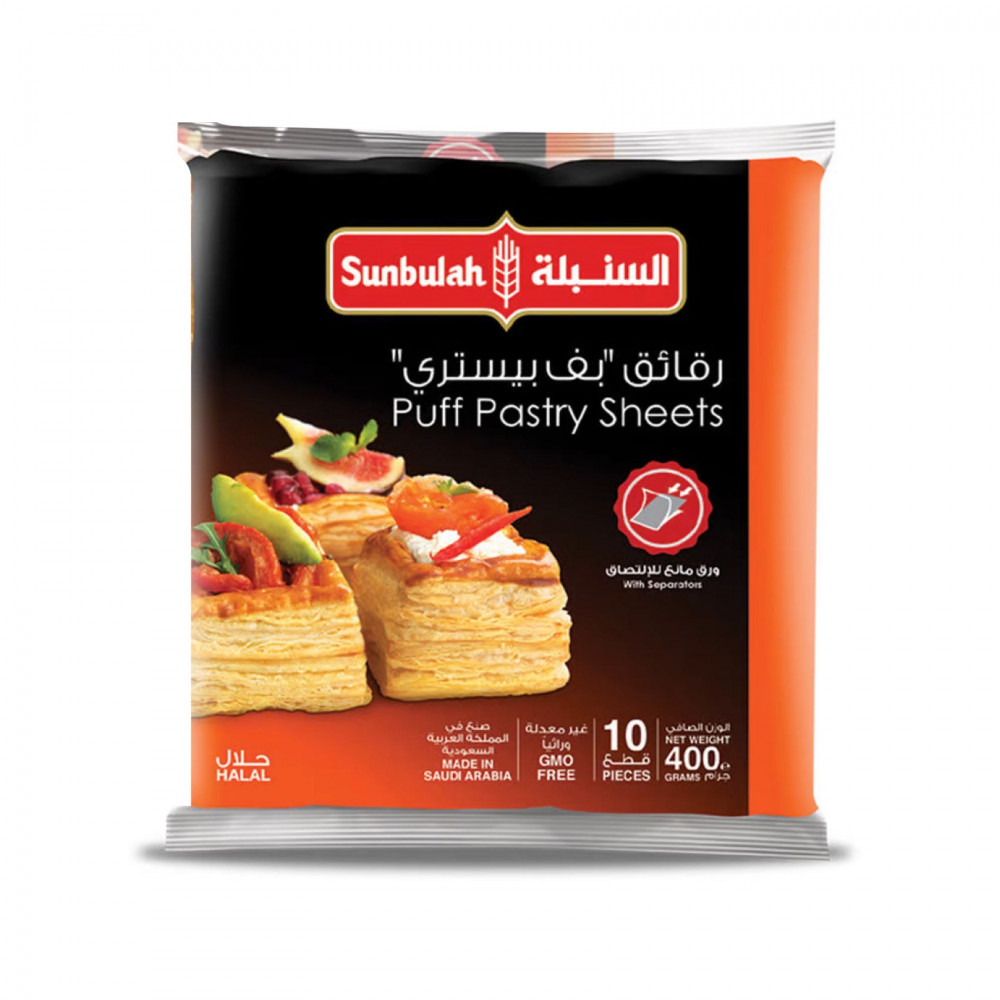 Sunbulah السنبلة
رقائق "بف بيستري"
Puff Pastry Sheets
ورق مانع للإلتصاق
With Separators
حلال
HALAL
صنع في
المملكة العربية
السعودية
MADE IN
SAUDI ARABIA
غير معدلة
وراثياً
GMO
FREE
10
قطع
PIECES
الوزن الصافي
NET WEIGHT
400e
GRAMS جرام